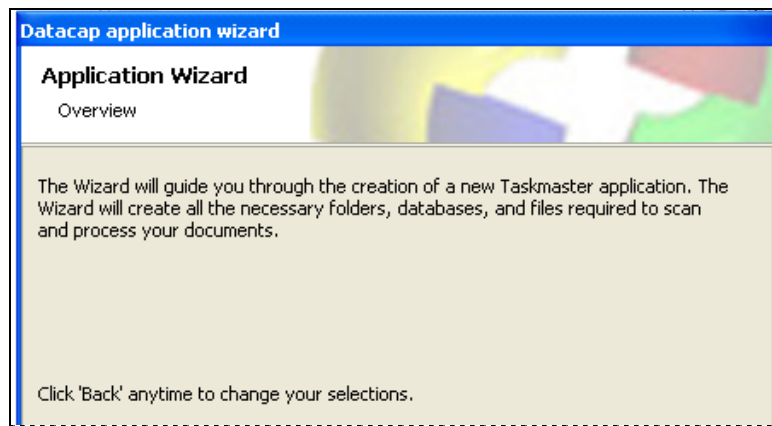 Datacap application wizard
Application Wizard
Overview
The Wizard will guide you through the creation of a new Taskmaster application. The
Wizard will create all the necessary folders, databases, and files required to scan
and process your documents.
Click 'Back' anytime to change your selections.